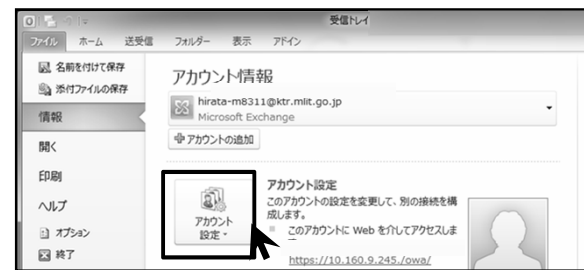 受信トレイ
ファイル ホーム 送受信 フォルダー 表示 アドイン
名前を付けて保存
添付ファイルの保存
情報
開く
印刷
ヘルプ
オプション
終了
アカウント情報
hirata-m8311@ktr.mlit.go.jp
Microsoft Exchange
アカウントの追加
アカウント
設定
アカウント設定
このアカウントの設定を変更して、別の接続を構
成します。
このアカウントに Web を介してアクセスしま
https://10.160.9.245./owa/